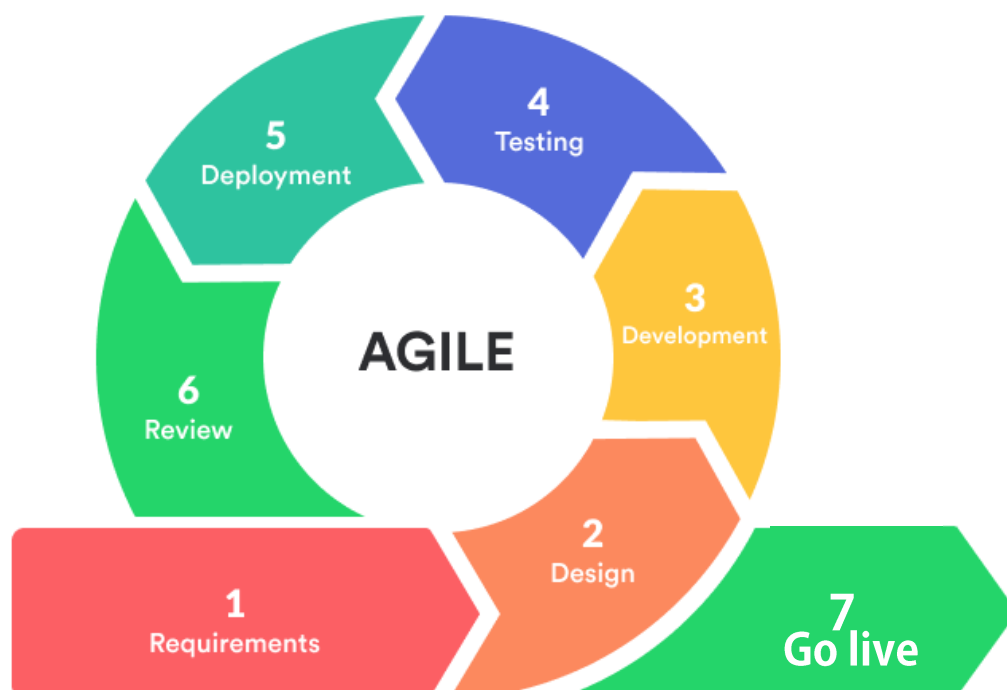 AGILE
1
Requirements
2
Design
3
Development
4
Testing
5
Deployment
6
Review
7
Go live